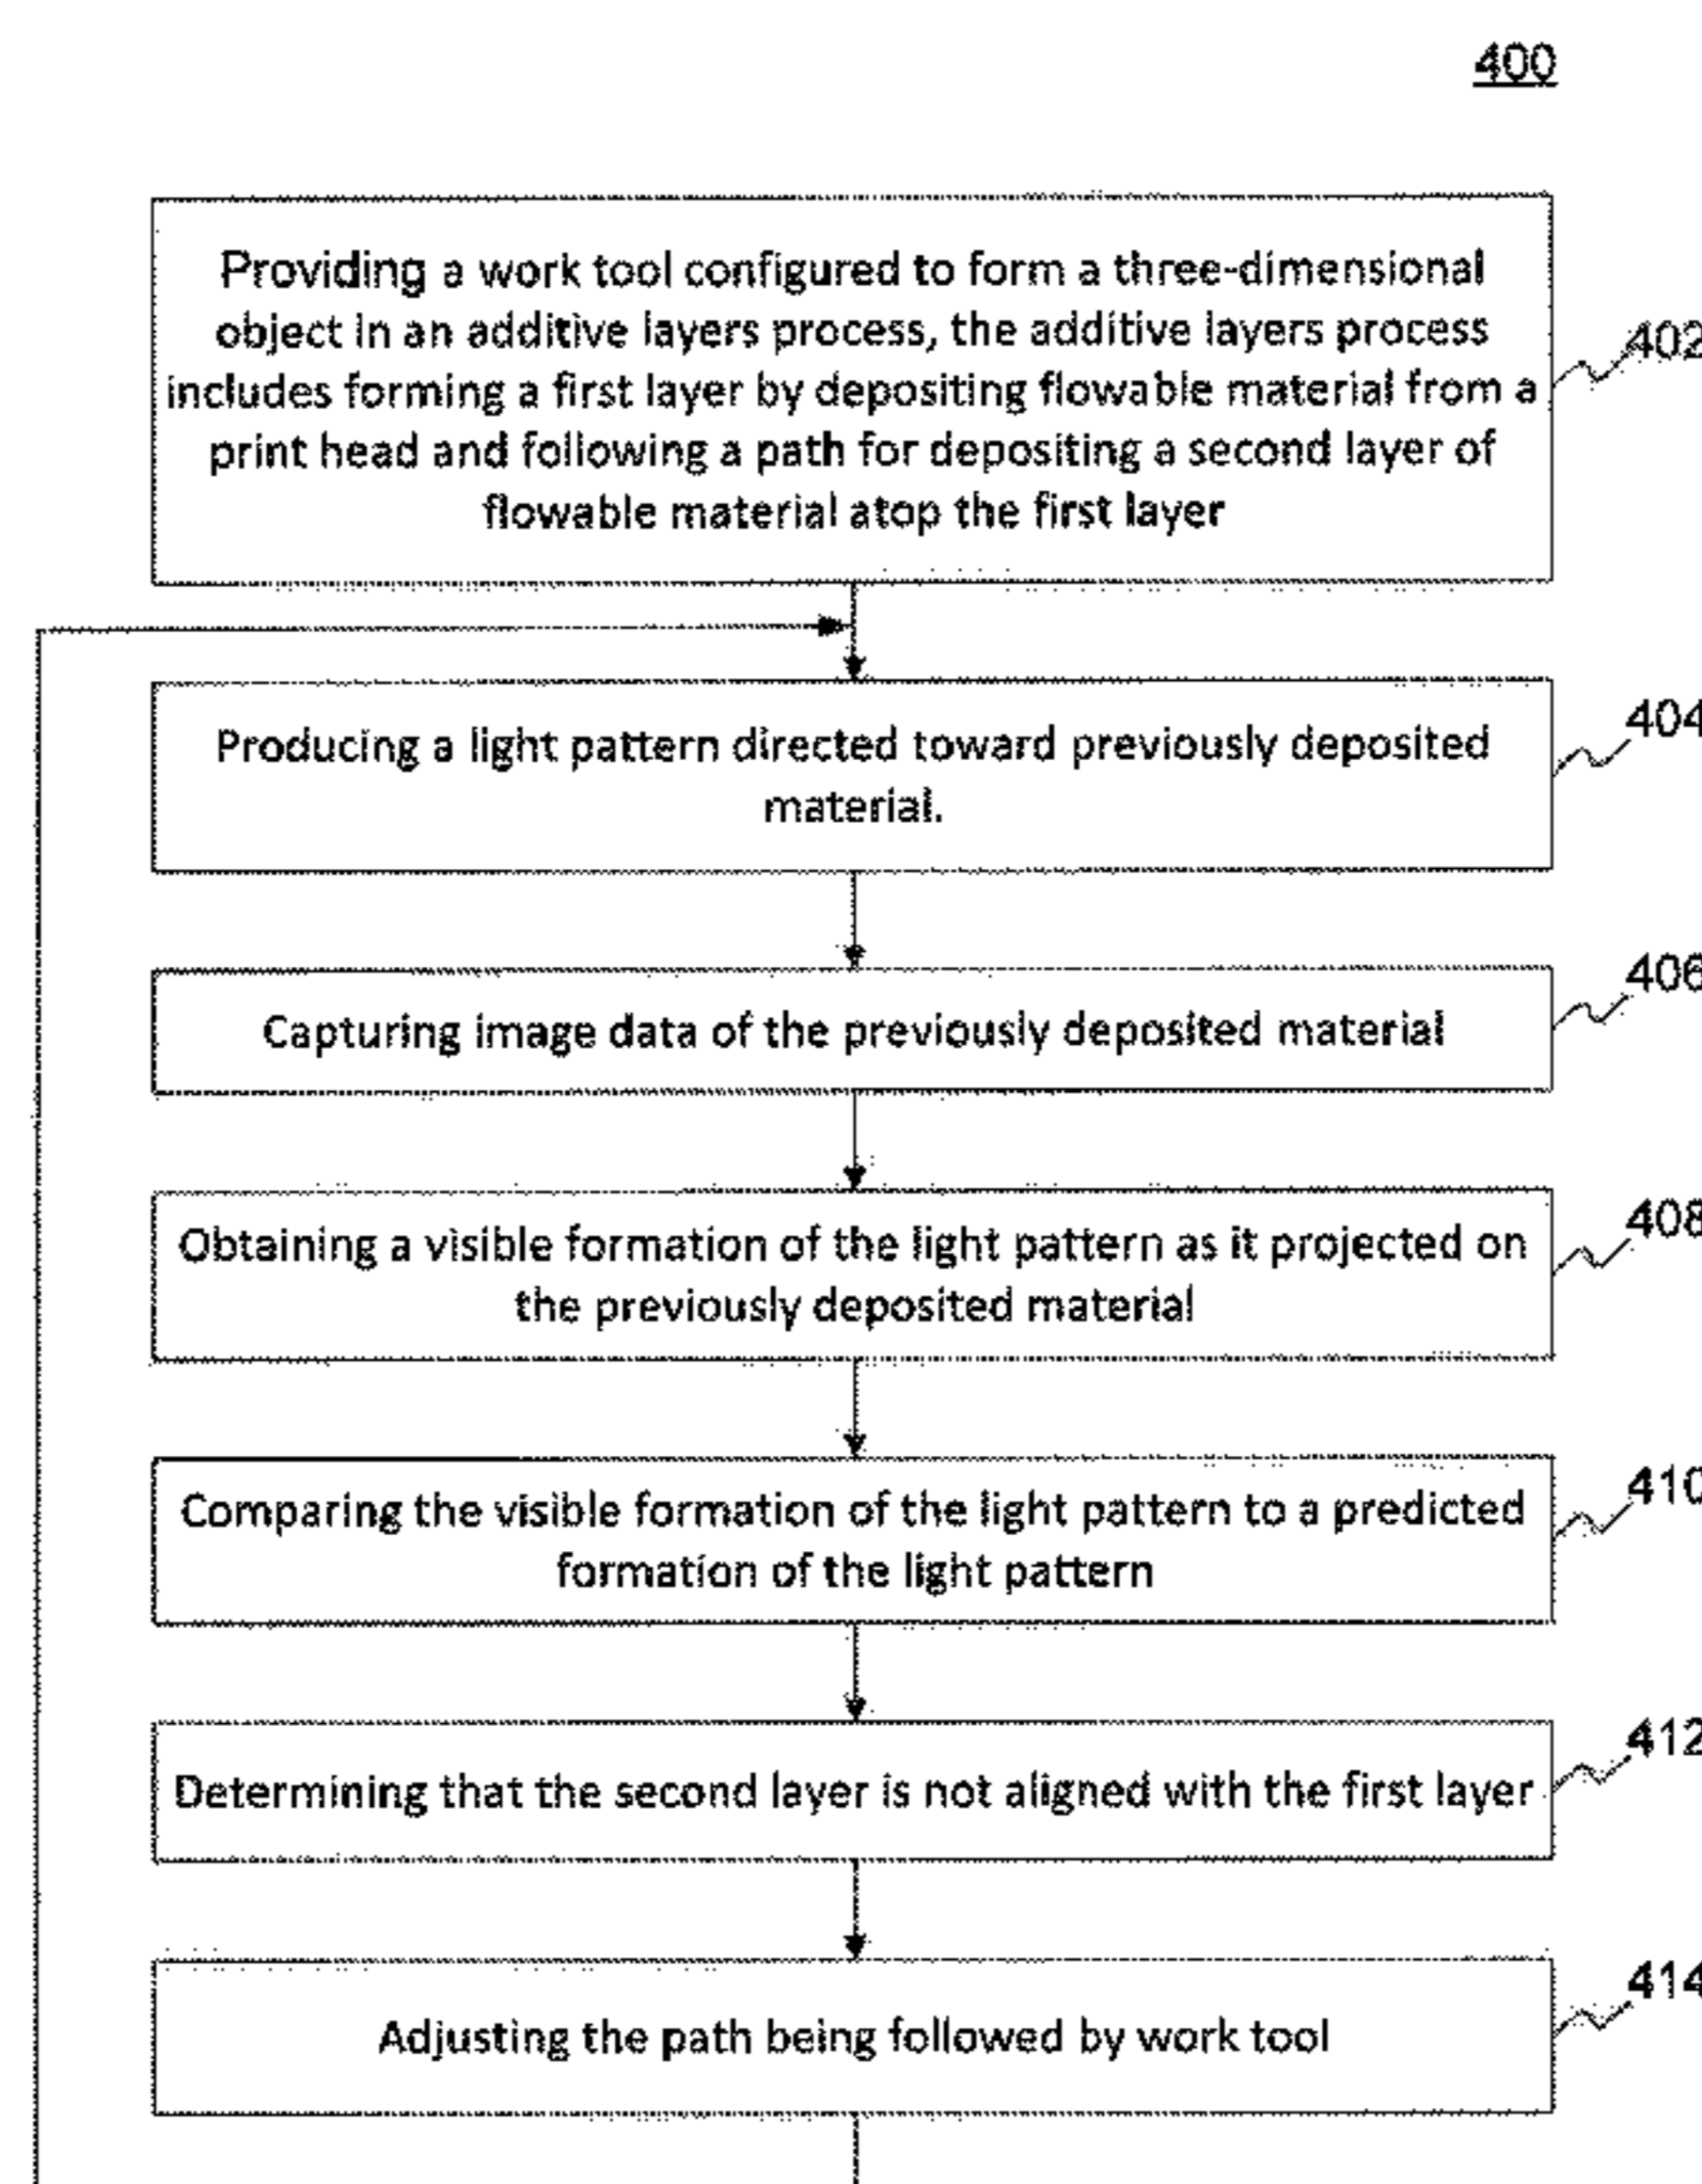 400
Providing a work tool configured to form a three-dimensional
object in an additive layers process, the additive layers process
includes forming a first layer by depositing flowable material from a
print head and following a path for depositing a second layer of
flowable material atop the first layer
402
Producing a light pattern directed toward previously deposited
material.
404
Capturing image data of the previously deposited material
406
Obtaining a visible formation of the light pattern as it projected on
the previously deposited material
408
Comparing the visible formation of the light pattern to a predicted
formation of the light pattern
410
Determining that the second layer is not aligned with the first layer
412
Adjusting the path being followed by work tool
414